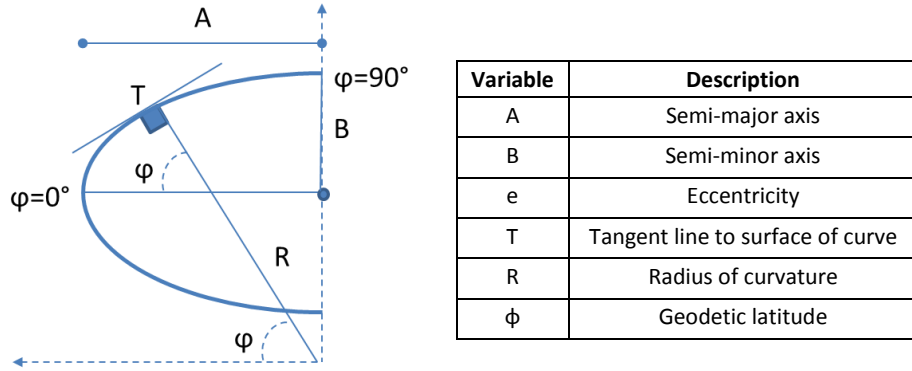 A
φ=90°
T
B
φ
φ=0°
R
φ
Variable Description
A Semi-major axis
B Semi-minor axis
e Eccentricity
T Tangent line to surface of curve
R Radius of curvature
ϕ Geodetic latitude